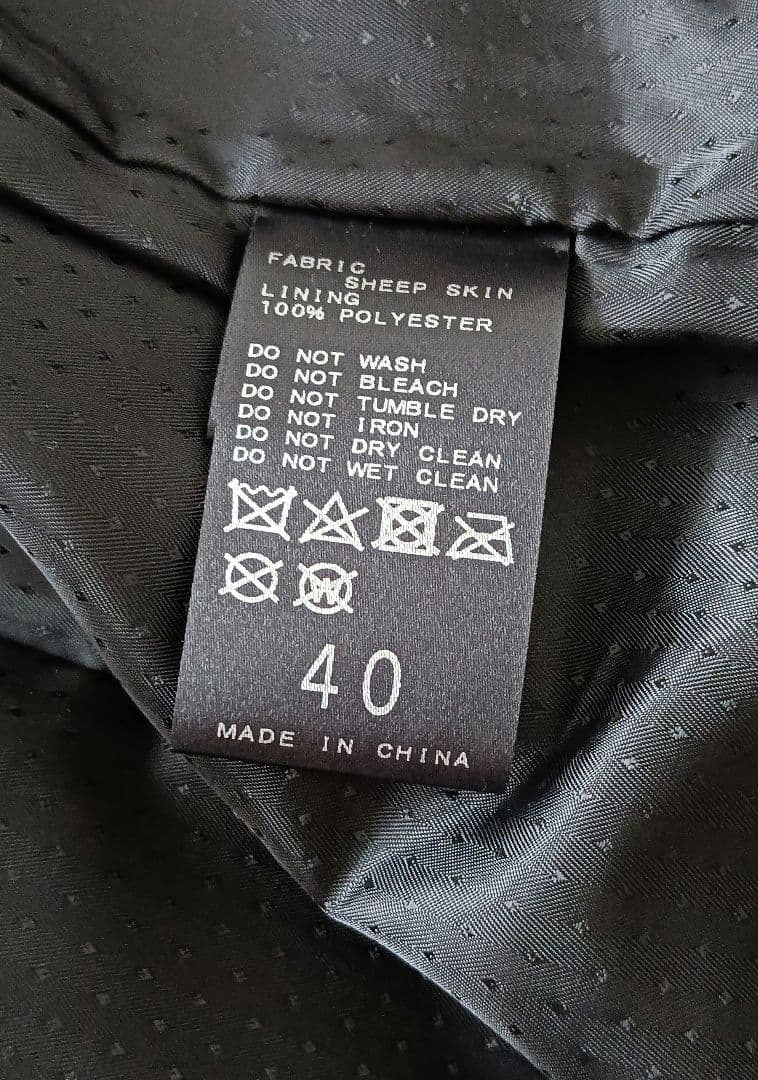 FABRIC
SHEEP SKIN
LINING
100% POLYESTER
DO NOT WASH
DO NOT BLEACH
DO NOT TUMBLE DRY
DO NOT IRON
DO NOT DRY CLEAN
DO NOT WET CLEAN
W
40
MADE IN CHINA